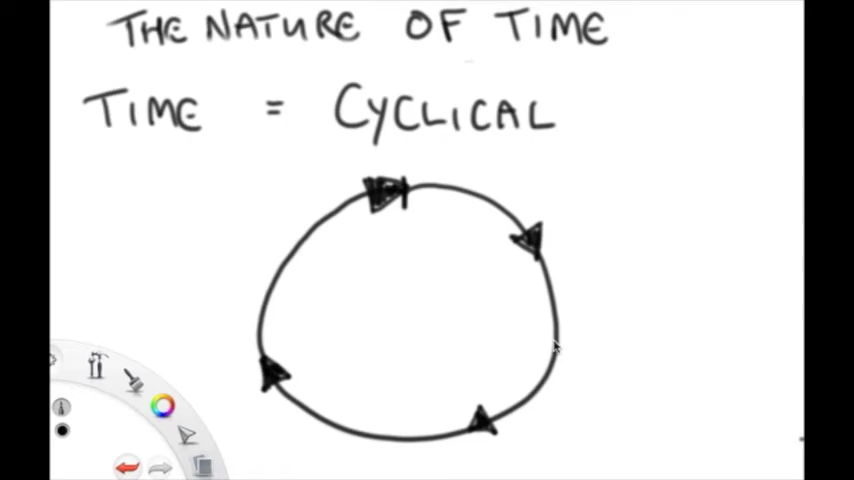 THE NATURE OF TIME
TIME = CYCLICAL